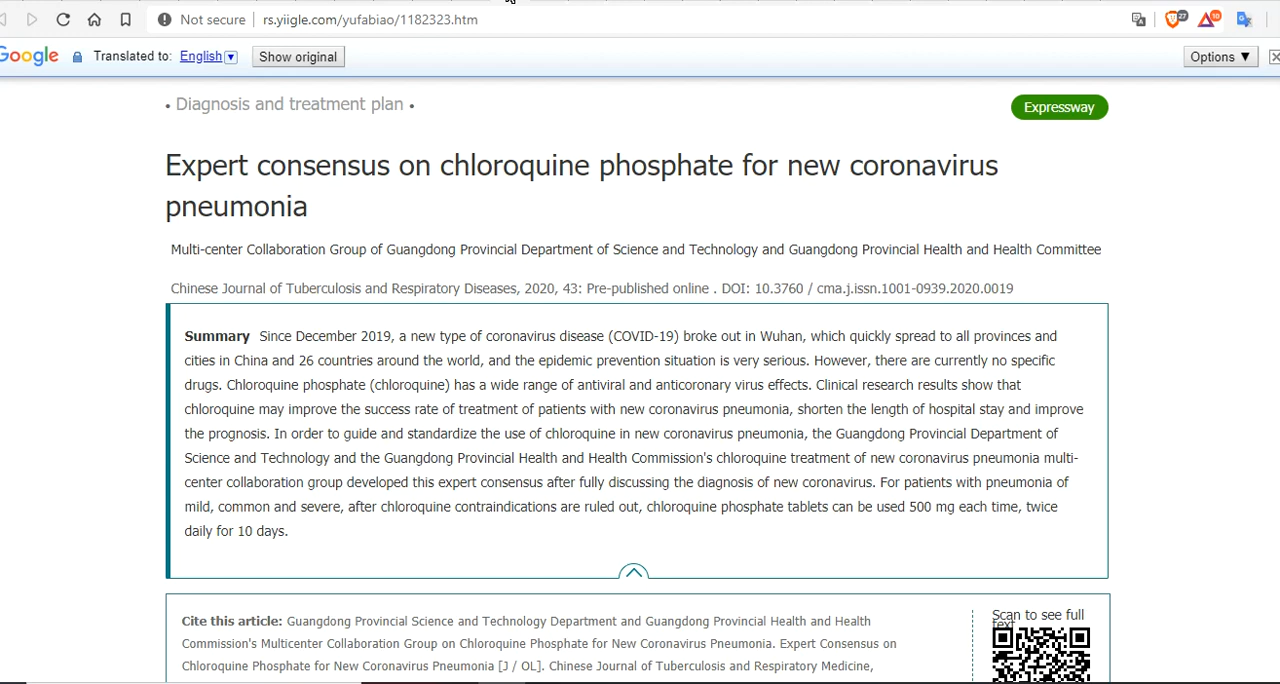 Not secure rs.yiigle.com/yufabiao/1182323.htm
27
10
Google Translated to: English Show original Options ▼
• Diagnosis and treatment plan •
Expressway
Expert consensus on chloroquine phosphate for new coronavirus
pneumonia
Multi-center Collaboration Group of Guangdong Provincial Department of Science and Technology and Guangdong Provincial Health and Health Committee
Chinese Journal of Tuberculosis and Respiratory Diseases, 2020, 43: Pre-published online . DOI: 10.3760 / cma.j.issn.1001-0939.2020.0019
Summary Since December 2019, a new type of coronavirus disease (COVID-19) broke out in Wuhan, which quickly spread to all provinces and
cities in China and 26 countries around the world, and the epidemic prevention situation is very serious. However, there are currently no specific
drugs. Chloroquine phosphate (chloroquine) has a wide range of antiviral and anticoronary virus effects. Clinical research results show that
chloroquine may improve the success rate of treatment of patients with new coronavirus pneumonia, shorten the length of hospital stay and improve
the prognosis. In order to guide and standardize the use of chloroquine in new coronavirus pneumonia, the Guangdong Provincial Department of
Science and Technology and the Guangdong Provincial Health and Health Commission's chloroquine treatment of new coronavirus pneumonia multi-
center collaboration group developed this expert consensus after fully discussing the diagnosis of new coronavirus. For patients with pneumonia of
mild, common and severe, after chloroquine contraindications are ruled out, chloroquine phosphate tablets can be used 500 mg each time, twice
daily for 10 days.
Cite this article: Guangdong Provincial Science and Technology Department and Guangdong Provincial Health and Health
Commission's Multicenter Collaboration Group on Chloroquine Phosphate for New Coronavirus Pneumonia. Expert Consensus on
Chloroquine Phosphate for New Coronavirus Pneumonia [J / OL]. Chinese Journal of Tuberculosis and Respiratory Medicine,
Scan to see full
text